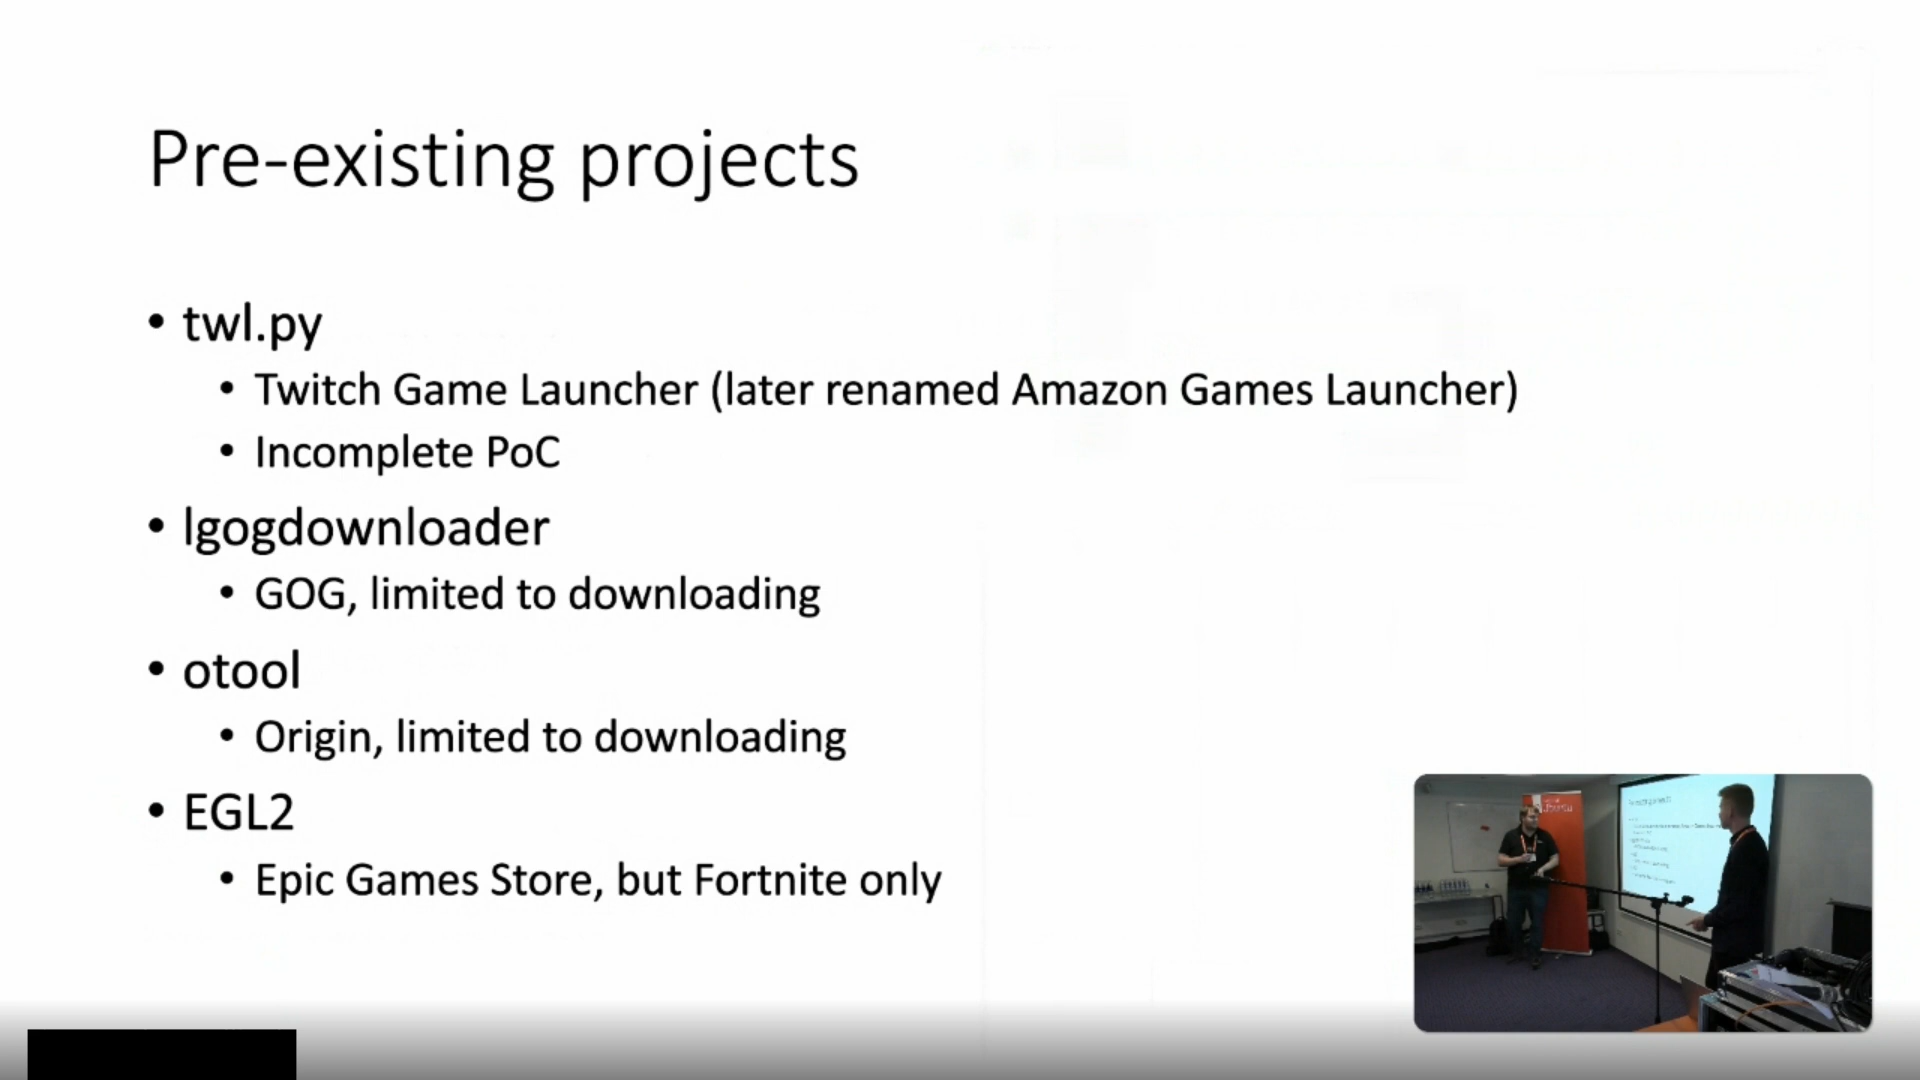 Pre-existing projects
• twl.py
• Twitch Game Launcher (later renamed Amazon Games Launcher)
• Incomplete PoC
• lgogdownloader
• GOG, limited to downloading
• otool
• Origin, limited to downloading
• EGL2
• Epic Games Store, but Fortnite only